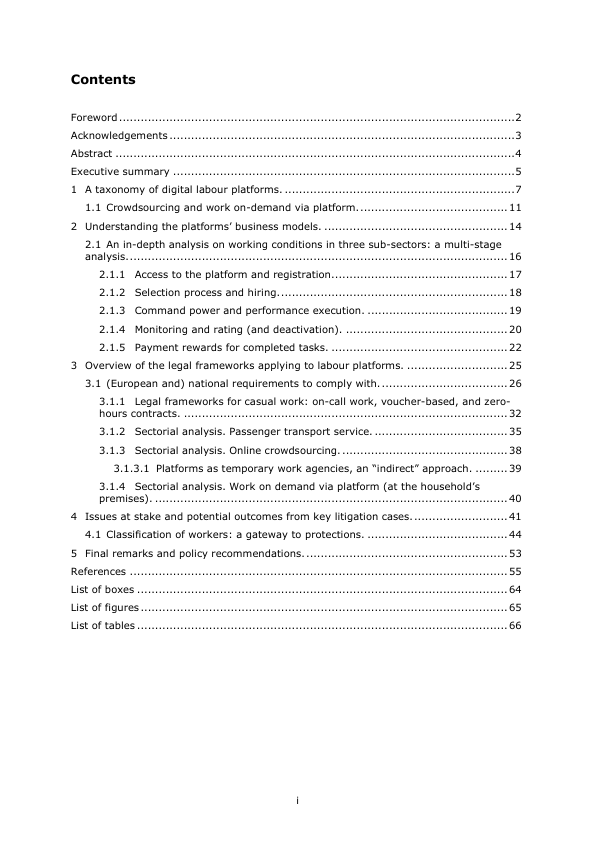 Contents
Foreword ........ 2
Acknowledgements ........ 3
Abstract ........ 4
Executive summary ........ 5
1 A taxonomy of digital labour platforms. ........ 7
1.1 Crowdsourcing and work on-demand via platform. ........ 11
2 Understanding the platforms’ business models. ........ 14
2.1 An in-depth analysis on working conditions in three sub-sectors: a multi-stage
analysis. ........ 16
2.1.1 Access to the platform and registration. ........ 17
2.1.2 Selection process and hiring. ........ 18
2.1.3 Command power and performance execution. ........ 19
2.1.4 Monitoring and rating (and deactivation). ........ 20
2.1.5 Payment rewards for completed tasks. ........ 22
3 Overview of the legal frameworks applying to labour platforms. ........ 25
3.1 (European and) national requirements to comply with. ........ 26
3.1.1 Legal frameworks for casual work: on-call work, voucher-based, and zero-
hours contracts. ........ 32
3.1.2 Sectorial analysis. Passenger transport service. ........ 35
3.1.3 Sectorial analysis. Online crowdsourcing. ........ 38
3.1.3.1 Platforms as temporary work agencies, an “indirect” approach. ........ 39
3.1.4 Sectorial analysis. Work on demand via platform (at the household’s
premises). ........ 40
4 Issues at stake and potential outcomes from key litigation cases. ........ 41
4.1 Classification of workers: a gateway to protections. ........ 44
5 Final remarks and policy recommendations. ........ 53
References ........ 55
List of boxes ........ 64
List of figures ........ 65
List of tables ........ 66
i